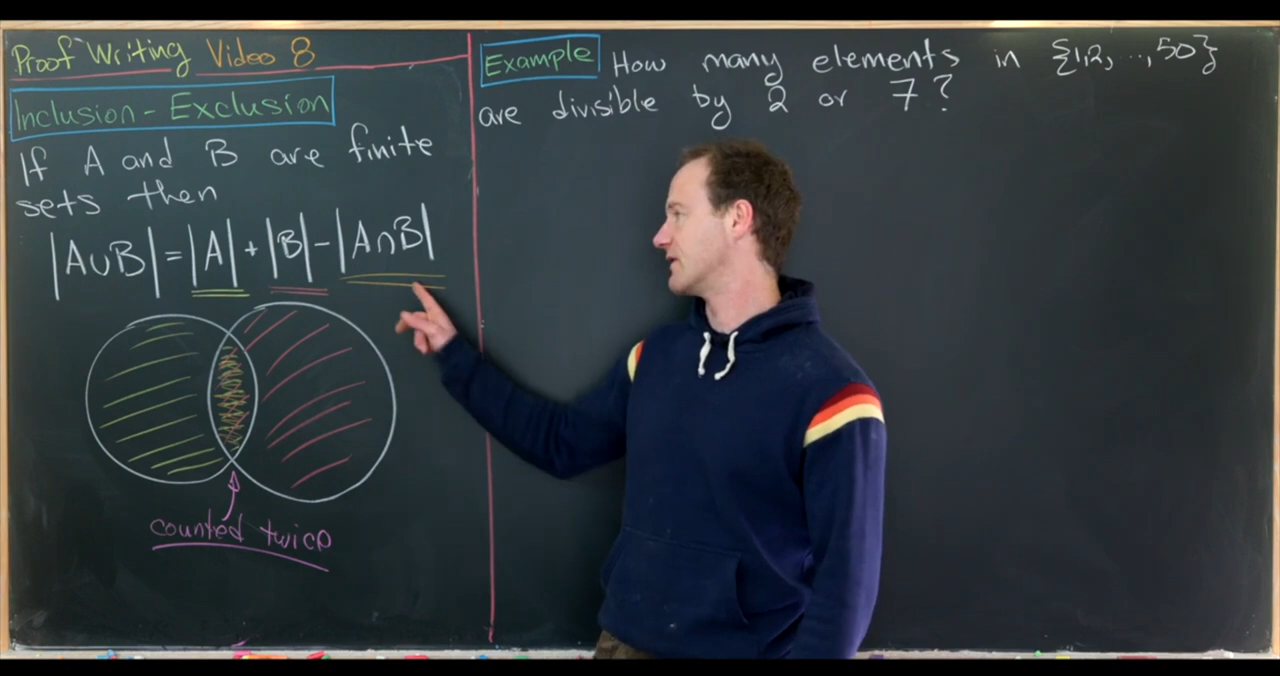 Proof Writing Video 8
Inclusion - Exclusion
If A and B are finite
sets then
|A∪B| = |A| + |B| - |A∩B|
counted twice
Example How many elements in {1,2, ..., 50}
are divisible by 2 or 7?